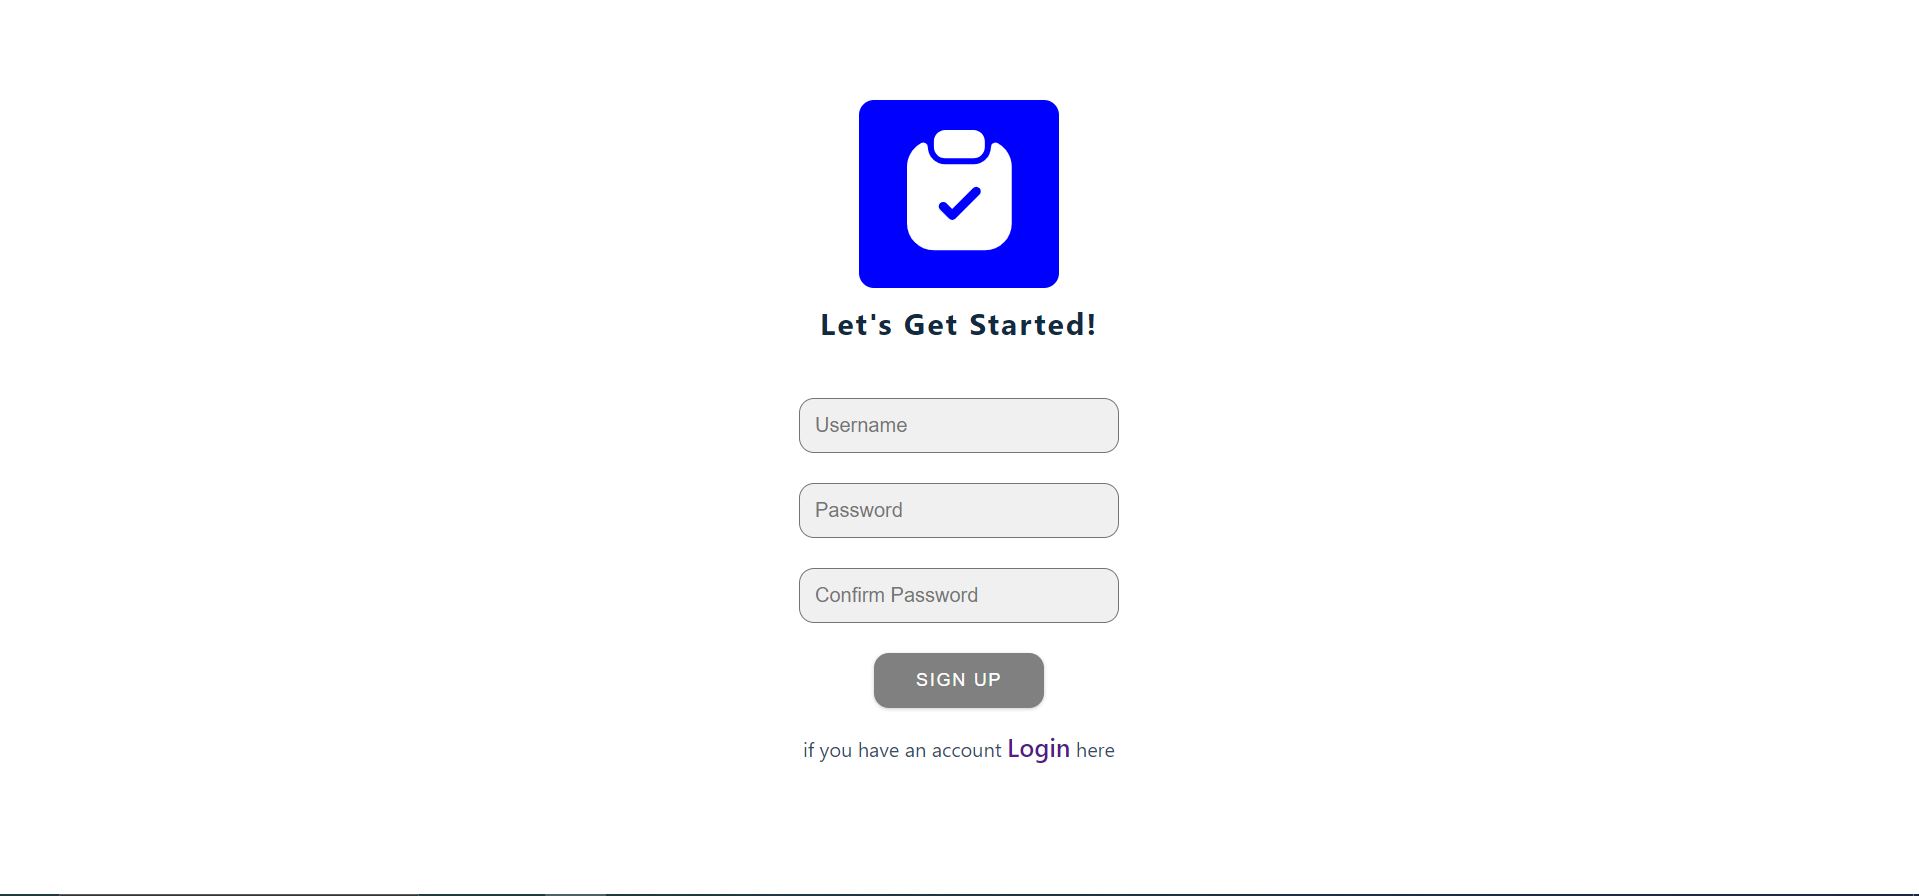 Let's Get Started!
Username
Password
Confirm Password
SIGN UP
if you have an account Login here